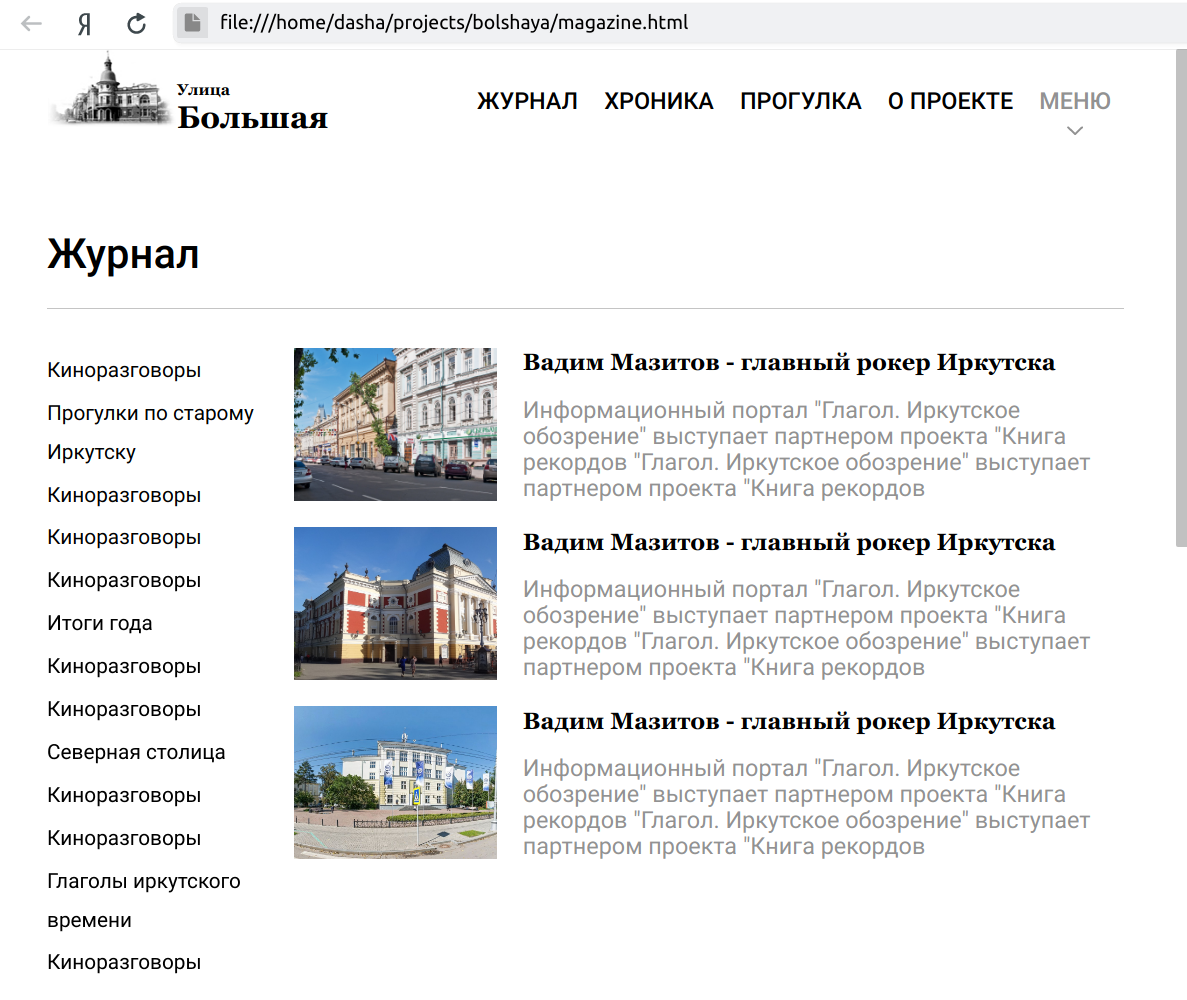 Я
file:///home/dasha/projects/bolshaya/magazine.html
Улица
Большая
ЖУРНАЛ ХРОНИКА ПРОГУЛКА О ПРОЕКТЕ МЕНЮ
Журнал
Киноразговоры
Прогулки по старому
Иркутску
Киноразговоры
Киноразговоры
Киноразговоры
Итоги года
Киноразговоры
Киноразговоры
Северная столица
Киноразговоры
Киноразговоры
Глаголы иркутского
времени
Киноразговоры
Вадим Мазитов - главный рокер Иркутска
Информационный портал "Глагол. Иркутское
обозрение" выступает партнером проекта "Книга
рекордов "Глагол. Иркутское обозрение" выступает
партнером проекта "Книга рекордов
Вадим Мазитов - главный рокер Иркутска
Информационный портал "Глагол. Иркутское
обозрение" выступает партнером проекта "Книга
рекордов "Глагол. Иркутское обозрение" выступает
партнером проекта "Книга рекордов
Вадим Мазитов - главный рокер Иркутска
Информационный портал "Глагол. Иркутское
обозрение" выступает партнером проекта "Книга
рекордов "Глагол. Иркутское обозрение" выступает
партнером проекта "Книга рекордов